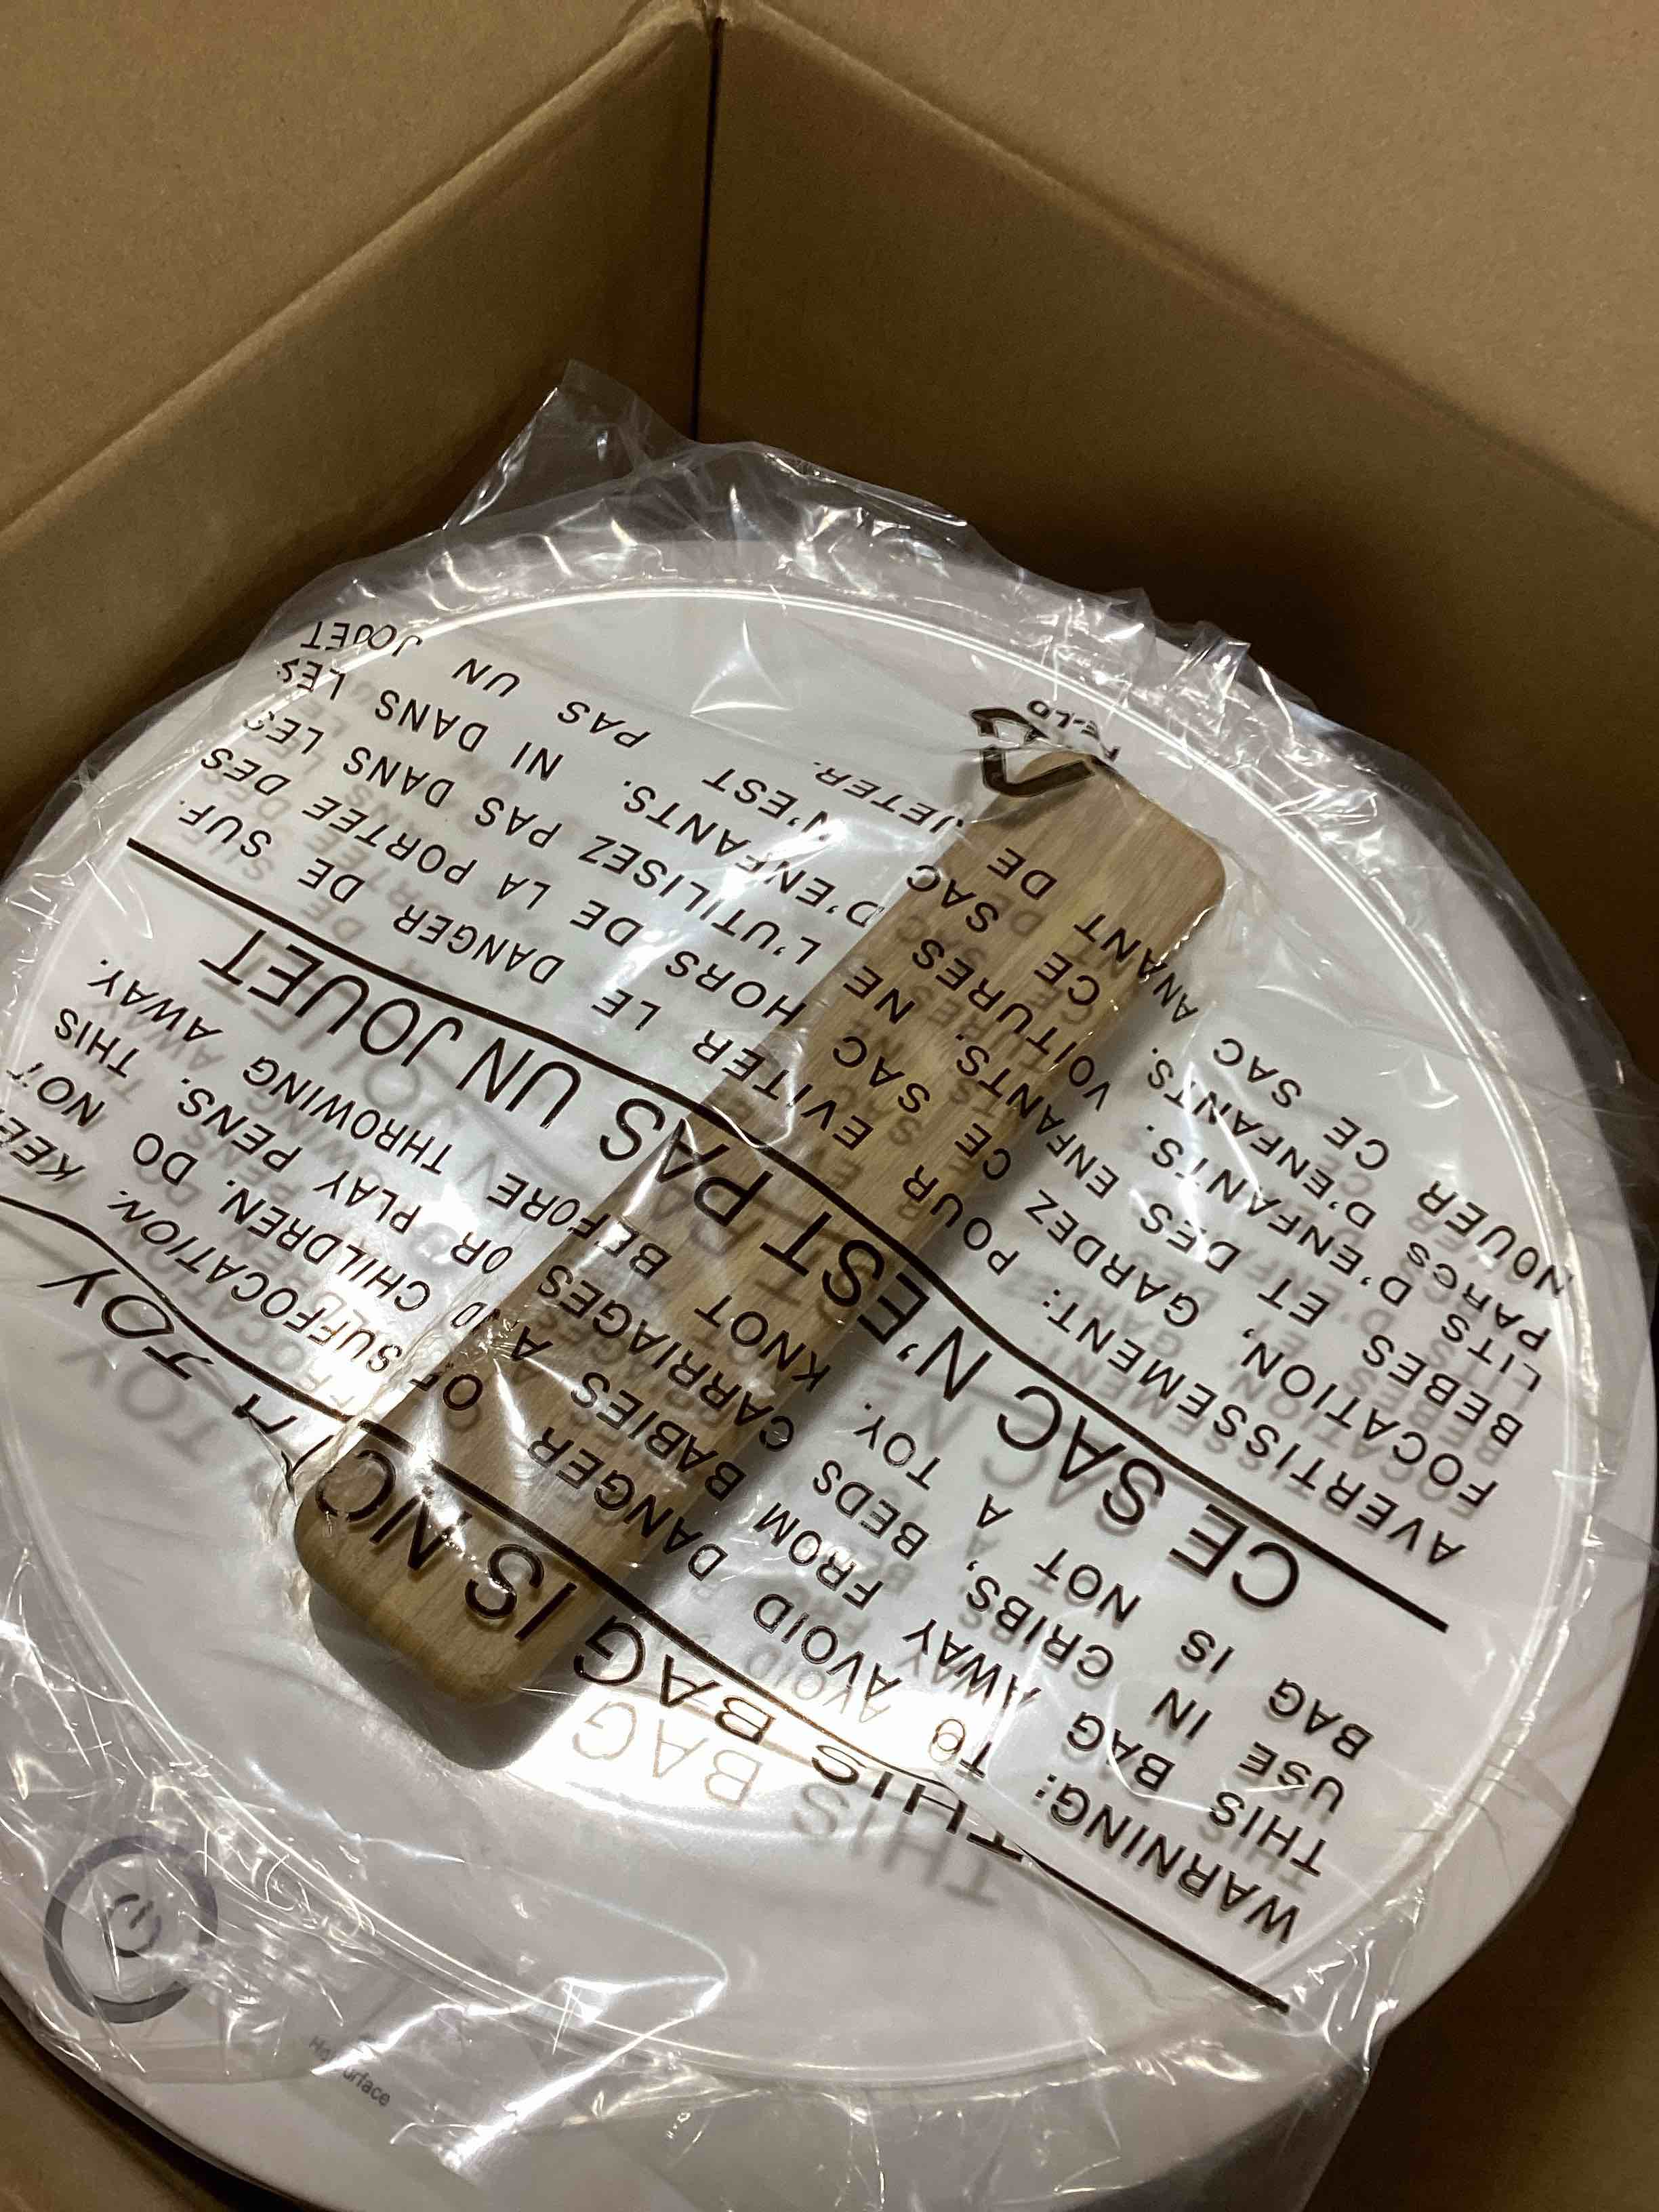 THIS BAG IS NOT A TOY
WARNING: TO AVOID DANGER OF SUFFOCATION. KEEP
THIS BAG AWAY FROM BABIES AND CHILDREN. DO NOT
USE IN CRIBS, BEDS CARRIAGES OR PLAY PENS. THIS
BAG IS NOT A TOY. KNOT BEFORE THROWING AWAY.
CE SAC N'EST PAS UN JOUET
AVERTISSEMENT: POUR EVITER LE DANGER DE SUF
FOCATION, GARDEZ CE SAC HORS DE LA PORTEE DES
BEBES ET DES ENFANTS. NE L'UTILISEZ PAS DANS LES
LITS D'ENFANTS. VOITURES D'ENFANTS. NI DANS LES
PARCS D'ENFANTS. CE SAC N'EST PAS UN JOUET
NOUER CE SAC AVANT DE JETER.
Hot surface